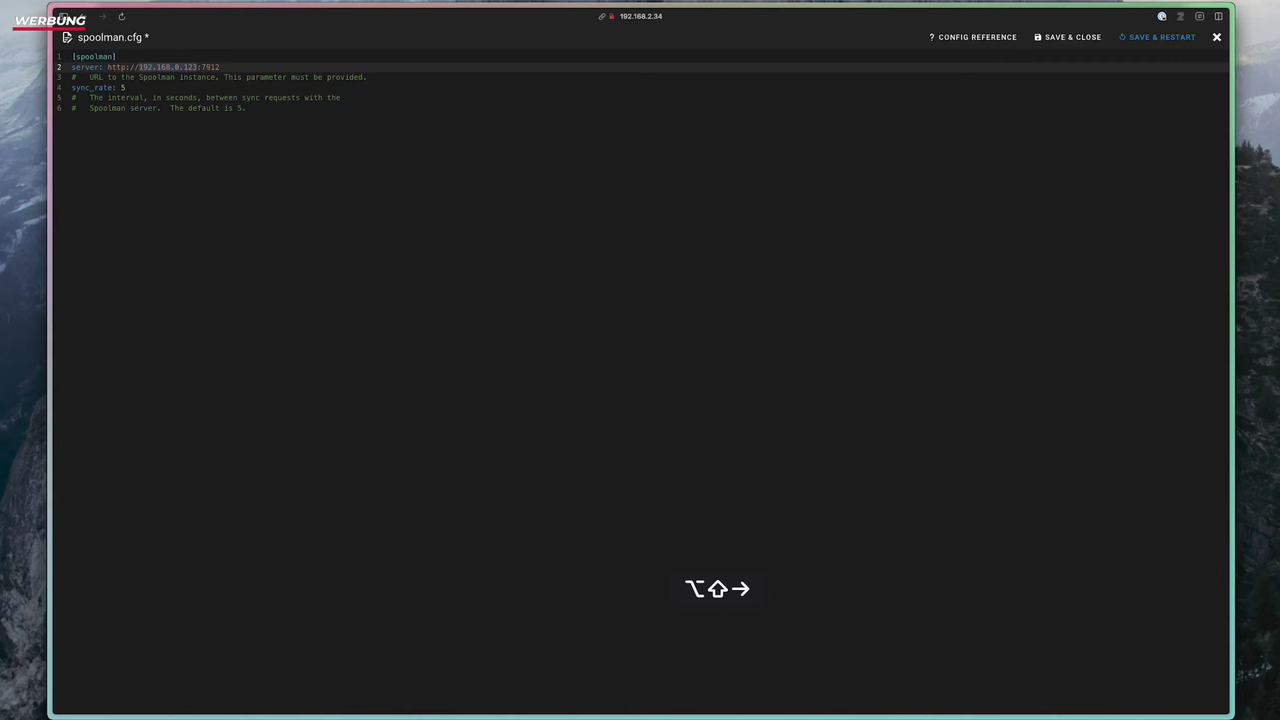 WERBUNG
192.168.2.34
spoolman.cfg *
? CONFIG REFERENCE
SAVE & CLOSE
SAVE & RESTART
1 [spoolman]
2 server: http://192.168.0.123:7912
3 #   URL to the Spoolman instance. This parameter must be provided.
4 sync_rate: 5
5 #   The interval, in seconds, between sync requests with the
6 #   Spoolman server.  The default is 5.
⌥⇧→